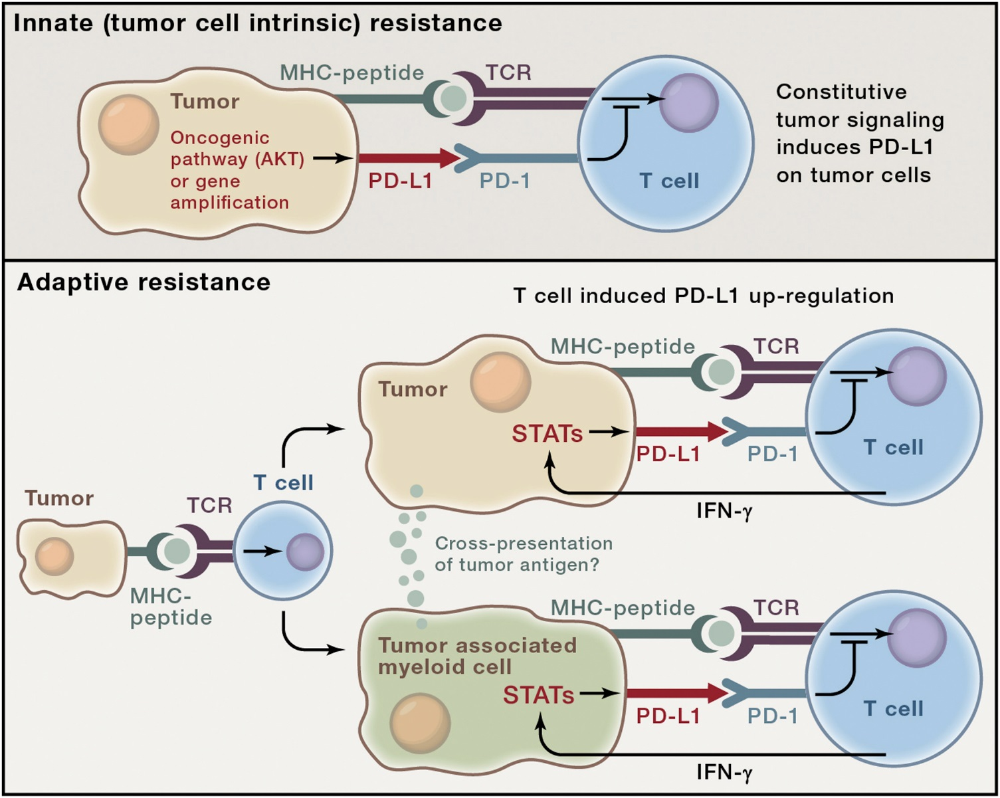 Innate (tumor cell intrinsic) resistance
MHC-peptide
TCR
Tumor
Oncogenic
pathway (AKT)
or gene
amplification
PD-L1
PD-1
T cell
Constitutive
tumor signaling
induces PD-L1
on tumor cells
Adaptive resistance
T cell induced PD-L1 up-regulation
Tumor
TCR
T cell
MHC-
peptide
MHC-peptide
TCR
Tumor
STATs
PD-L1
PD-1
T cell
IFN-γ
Cross-presentation
of tumor antigen?
MHC-peptide
TCR
Tumor associated
myeloid cell
STATs
PD-L1
PD-1
T cell
IFN-γ